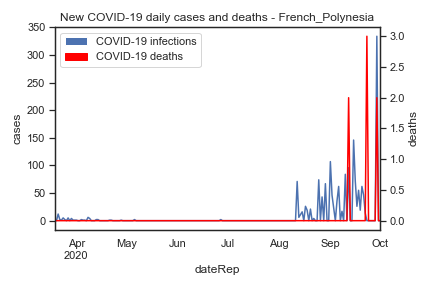 New COVID-19 daily cases and deaths - French_Polynesia
COVID-19 infections
COVID-19 deaths
350
300
250
200
150
100
50
0
cases
3.0
2.5
2.0
1.5
1.0
0.5
0.0
deaths
Apr May Jun Jul Aug Sep Oct
2020
dateRep